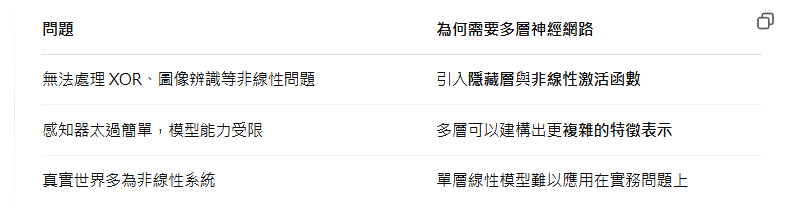 問題 為何需要多層神經網路
無法處理 XOR、圖像辨識等非線性問題 引入隱藏層與非線性激活函數
感知器太過簡單，模型能力受限 多層可以建構出更複雜的特徵表示
真實世界多為非線性系統 單層線性模型難以應用在實務問題上